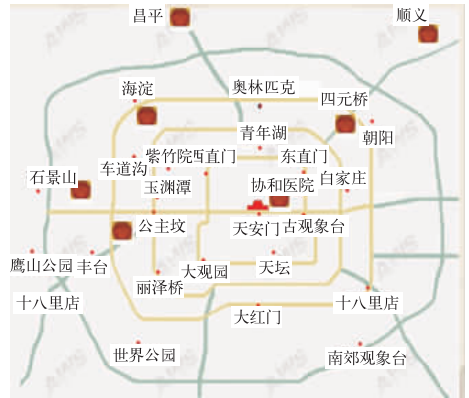 昌平
顺义
海淀
奥林匹克
四元桥
青年湖
朝阳
车道沟
紫竹院西直门
东直门
石景山
玉渊潭
协和医院
白家庄
公主坟
天安门
古观象台
鹰山公园
丰台
大观园
天坛
丽泽桥
十八里店
大红门
十八里店
世界公园
南郊观象台